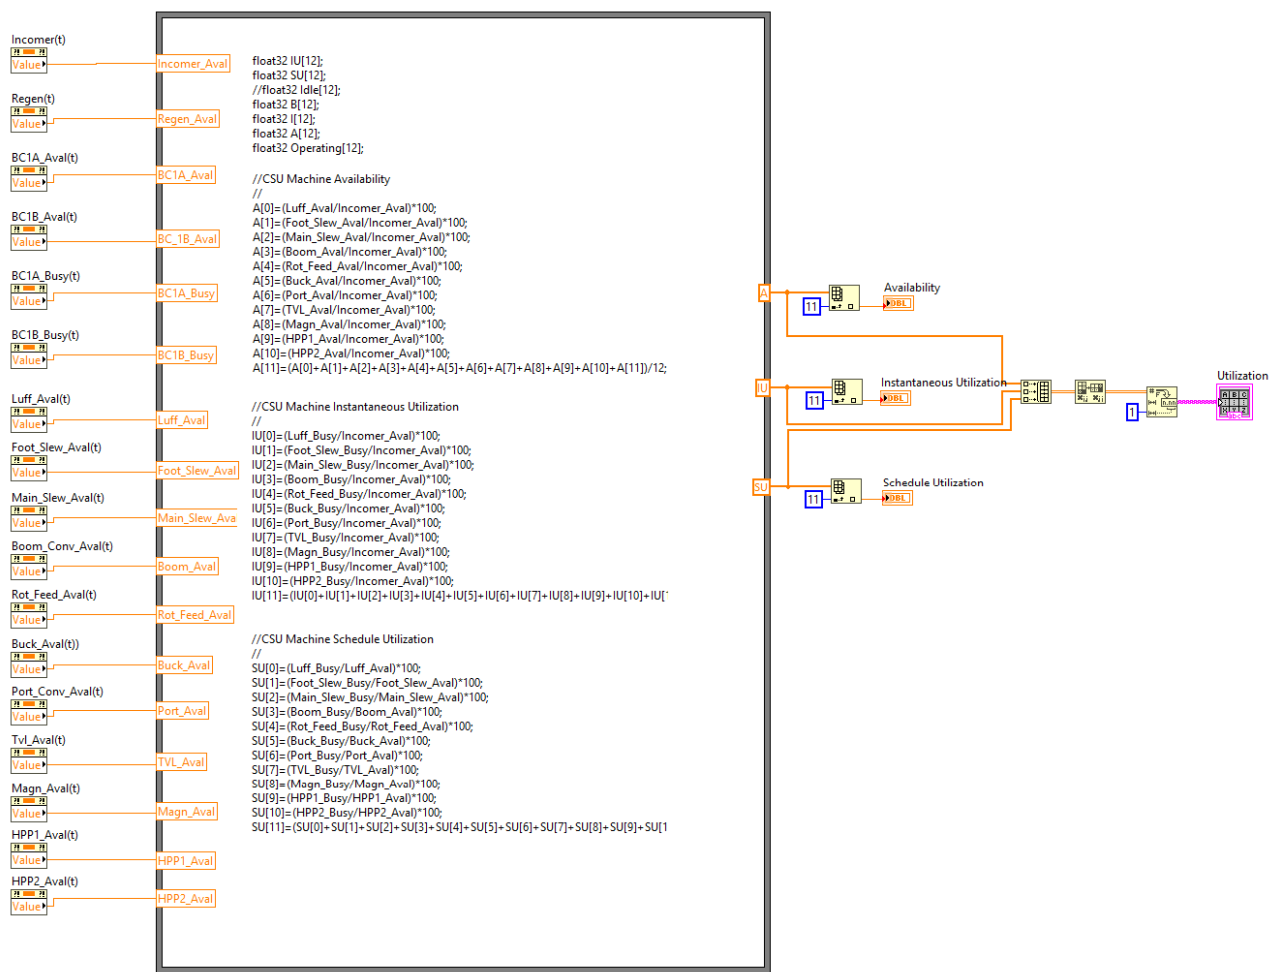 Incomer(t)
Value
Incomer_Aval
Regen(t)
Value
Regen_Aval
BC1A_Aval(t)
Value
BC1A_Aval
BC1B_Aval(t)
Value
BC_1B_Aval
BC1A_Busy(t)
Value
BC1A_Busy
BC1B_Busy(t)
Value
BC1B_Busy
Luff_Aval(t)
Value
Luff_Aval
Foot_Slew_Aval(t)
Value
Foot_Slew_Aval
Main_Slew_Aval(t)
Value
Main_Slew_Ava
Boom_Conv_Aval(t)
Value
Boom_Aval
Rot_Feed_Aval(t)
Value
Rot_Feed_Aval
Buck_Aval(t))
Value
Buck_Aval
Port_Conv_Aval(t)
Value
Port_Aval
Tvl_Aval(t)
Value
TVL_Aval
Magn_Aval(t)
Value
Magn_Aval
HPP1_Aval(t)
Value
HPP1_Aval
HPP2_Aval(t)
Value
HPP2_Aval
float32 IU[12];
float32 SU[12];
//float32 Idle[12];
float32 B[12];
float32 I[12];
float32 A[12];
float32 Operating[12];
//CSU Machine Availability
//
A[0]=(Luff_Aval/Incomer_Aval)*100;
A[1]=(Foot_Slew_Aval/Incomer_Aval)*100;
A[2]=(Main_Slew_Aval/Incomer_Aval)*100;
A[3]=(Boom_Aval/Incomer_Aval)*100;
A[4]=(Rot_Feed_Aval/Incomer_Aval)*100;
A[5]=(Buck_Aval/Incomer_Aval)*100;
A[6]=(Port_Aval/Incomer_Aval)*100;
A[7]=(TVL_Aval/Incomer_Aval)*100;
A[8]=(Magn_Aval/Incomer_Aval)*100;
A[9]=(HPP1_Aval/Incomer_Aval)*100;
A[10]=(HPP2_Aval/Incomer_Aval)*100;
A[11]=(A[0]+A[1]+A[2]+A[3]+A[4]+A[5]+A[6]+A[7]+A[8]+A[9]+A[10]+A[11])/12;
//CSU Machine Instantaneous Utilization
//
IU[0]=(Luff_Busy/Incomer_Aval)*100;
IU[1]=(Foot_Slew_Busy/Incomer_Aval)*100;
IU[2]=(Main_Slew_Busy/Incomer_Aval)*100;
IU[3]=(Boom_Busy/Incomer_Aval)*100;
IU[4]=(Rot_Feed_Busy/Incomer_Aval)*100;
IU[5]=(Buck_Busy/Incomer_Aval)*100;
IU[6]=(Port_Busy/Incomer_Aval)*100;
IU[7]=(TVL_Busy/Incomer_Aval)*100;
IU[8]=(Magn_Busy/Incomer_Aval)*100;
IU[9]=(HPP1_Busy/Incomer_Aval)*100;
IU[10]=(HPP2_Busy/Incomer_Aval)*100;
IU[11]=(IU[0]+IU[1]+IU[2]+IU[3]+IU[4]+IU[5]+IU[6]+IU[7]+IU[8]+IU[9]+IU[10]+IU[
//CSU Machine Schedule Utilization
//
SU[0]=(Luff_Busy/Luff_Aval)*100;
SU[1]=(Foot_Slew_Busy/Foot_Slew_Aval)*100;
SU[2]=(Main_Slew_Busy/Main_Slew_Aval)*100;
SU[3]=(Boom_Busy/Boom_Aval)*100;
SU[4]=(Rot_Feed_Busy/Rot_Feed_Aval)*100;
SU[5]=(Buck_Busy/Buck_Aval)*100;
SU[6]=(Port_Busy/Port_Aval)*100;
SU[7]=(TVL_Busy/TVL_Aval)*100;
SU[8]=(Magn_Busy/Magn_Aval)*100;
SU[9]=(HPP1_Busy/HPP1_Aval)*100;
SU[10]=(HPP2_Busy/HPP2_Aval)*100;
SU[11]=(SU[0]+SU[1]+SU[2]+SU[3]+SU[4]+SU[5]+SU[6]+SU[7]+SU[8]+SU[9]+SU[1
A
11
Availability
DBL
IU
11
Instantaneous Utilization
DBL
SU
11
Schedule Utilization
DBL
1
Utilization